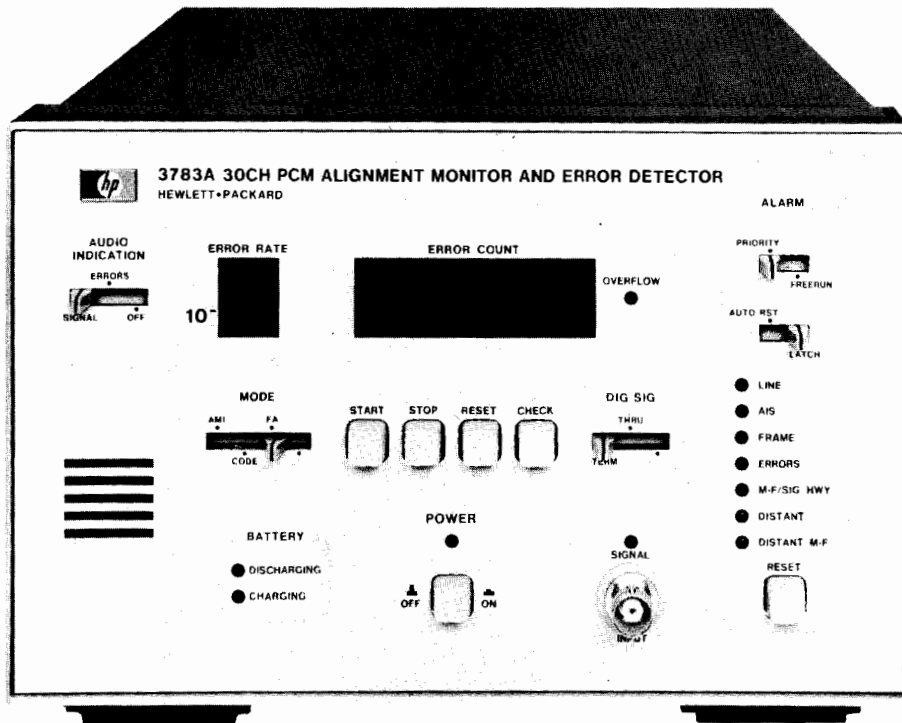 hp
3783A 30CH PCM ALIGNMENT MONITOR AND ERROR DETECTOR
HEWLETT•PACKARD
ALARM
AUDIO
INDICATION
ERRORS
SIGNAL
OFF
ERROR RATE
10-
ERROR COUNT
OVERFLOW
PRIORITY
FREERUN
AUTO RST
LATCH
MODE
AMI
FA
CODE
START
STOP
RESET
CHECK
DIG SIG
THRU
TERM
LINE
AIS
FRAME
ERRORS
M-F/SIG HWY
DISTANT
DISTANT M-F
RESET
BATTERY
DISCHARGING
CHARGING
POWER
OFF
ON
SIGNAL
INPUT